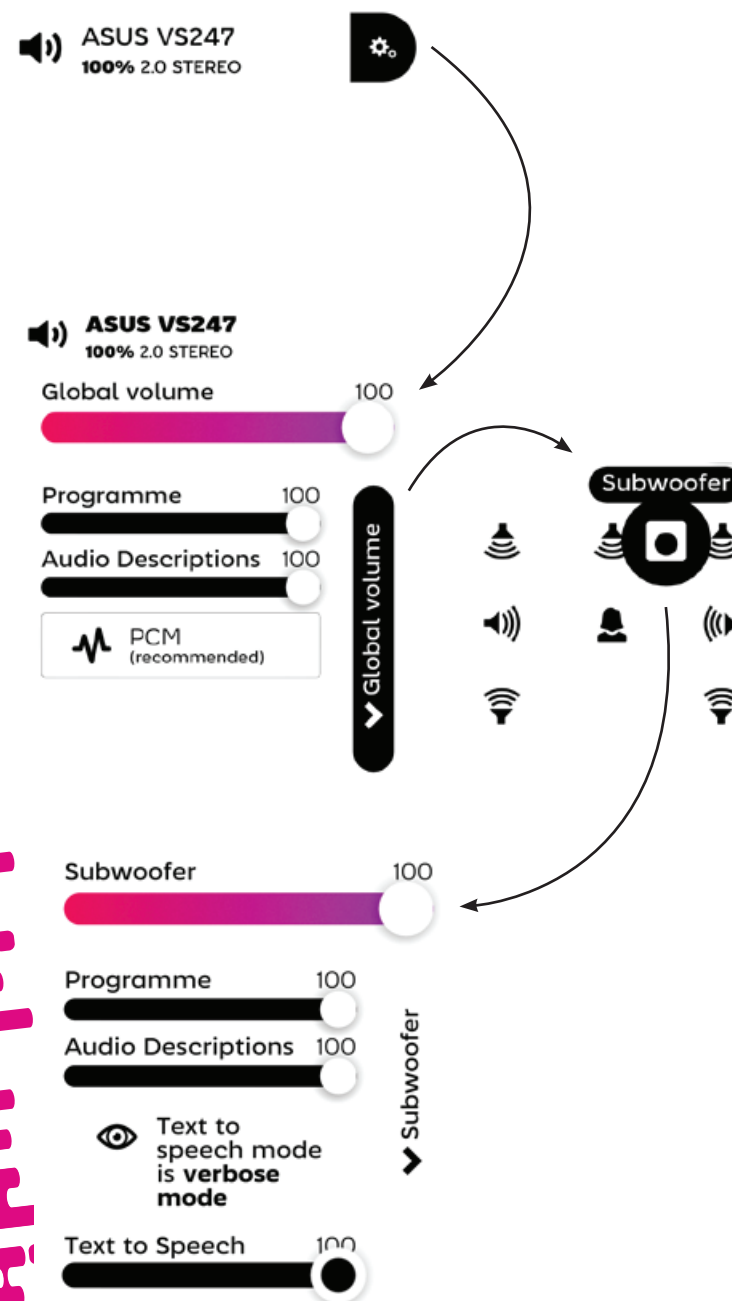 ASUS VS247
100% 2.0 STEREO
ASUS VS247
100% 2.0 STEREO
Global volume 100
Programme 100
Audio Descriptions 100
PCM
(recommended)
Global volume
Subwoofer
Subwoofer 100
Programme 100
Audio Descriptions 100
Text to
speech mode
is verbose
mode
Subwoofer
Text to Speech 100